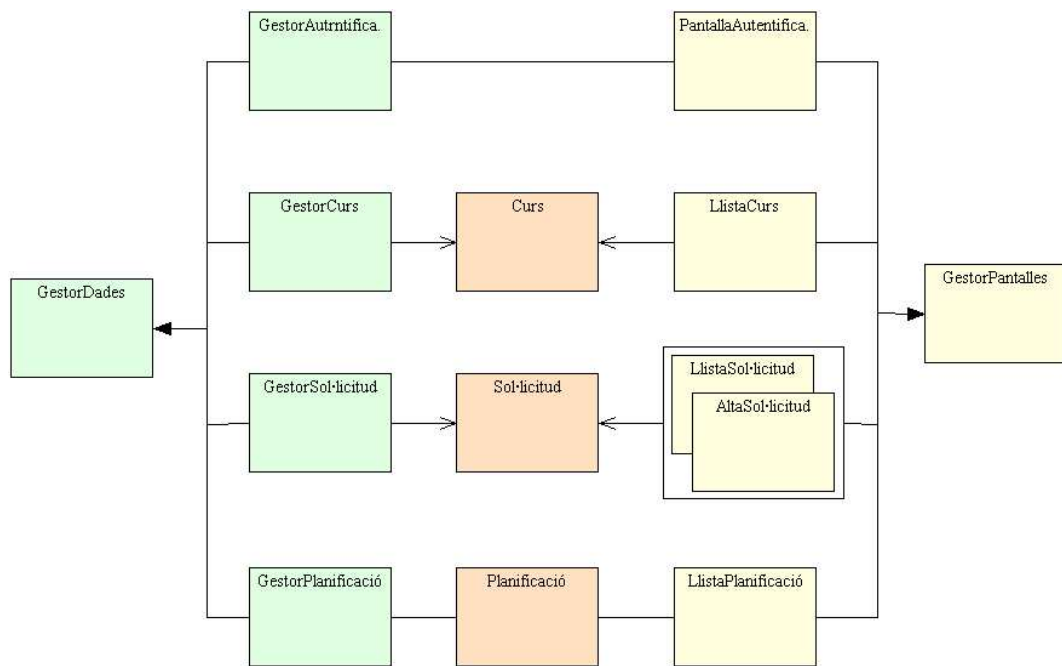 GestorAutrntifica.
PantallaAutentifica.
GestorCurs
Curs
LlistaCurs
GestorDades
GestorPantalles
GestorSol·licitud
Sol·licitud
LlistaSol·licitud
AltaSol·licitud
GestorPlanificació
Planificació
LlistaPlanificació